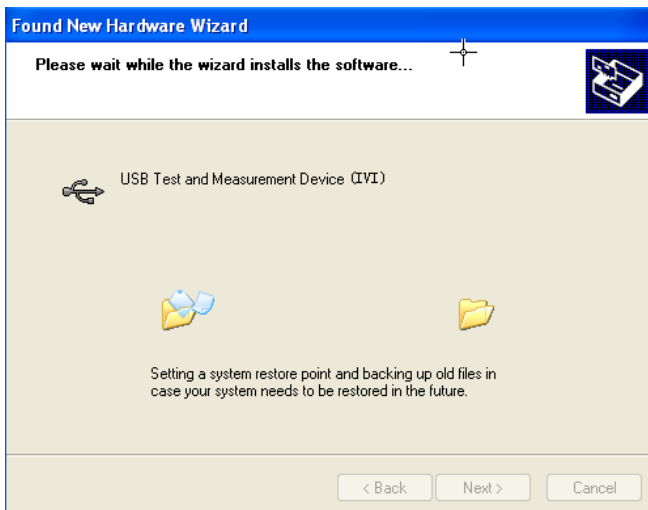 Found New Hardware Wizard
Please wait while the wizard installs the software...
USB Test and Measurement Device (IVI)
Setting a system restore point and backing up old files in
case your system needs to be restored in the future.
< Back
Next >
Cancel